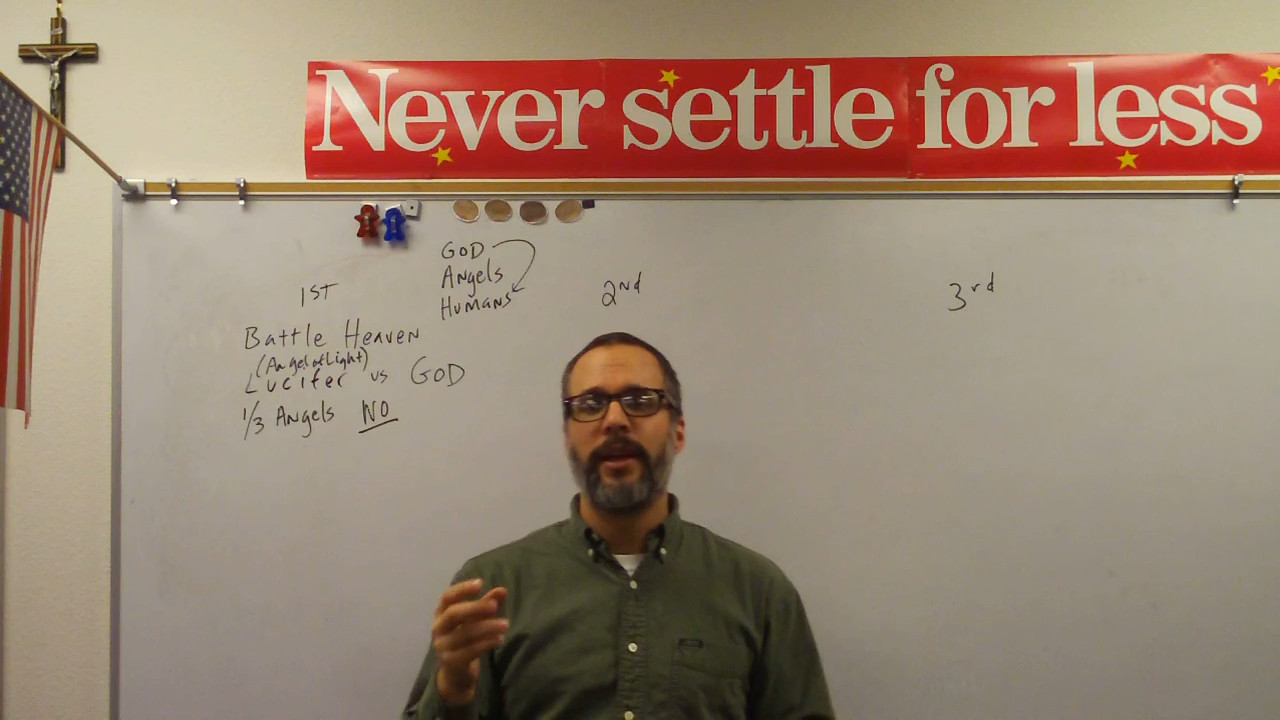 Never settle for less
GOD
Angels
Humans
1ST
Battle Heaven
(Angel of Light)
Lucifer vs GOD
1/3 Angels NO
2nd
3rd